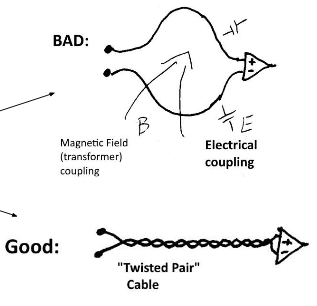 BAD:
+
-
B
E
Magnetic Field
(transformer)
coupling
Electrical
coupling
Good:
+
-
"Twisted Pair"
Cable